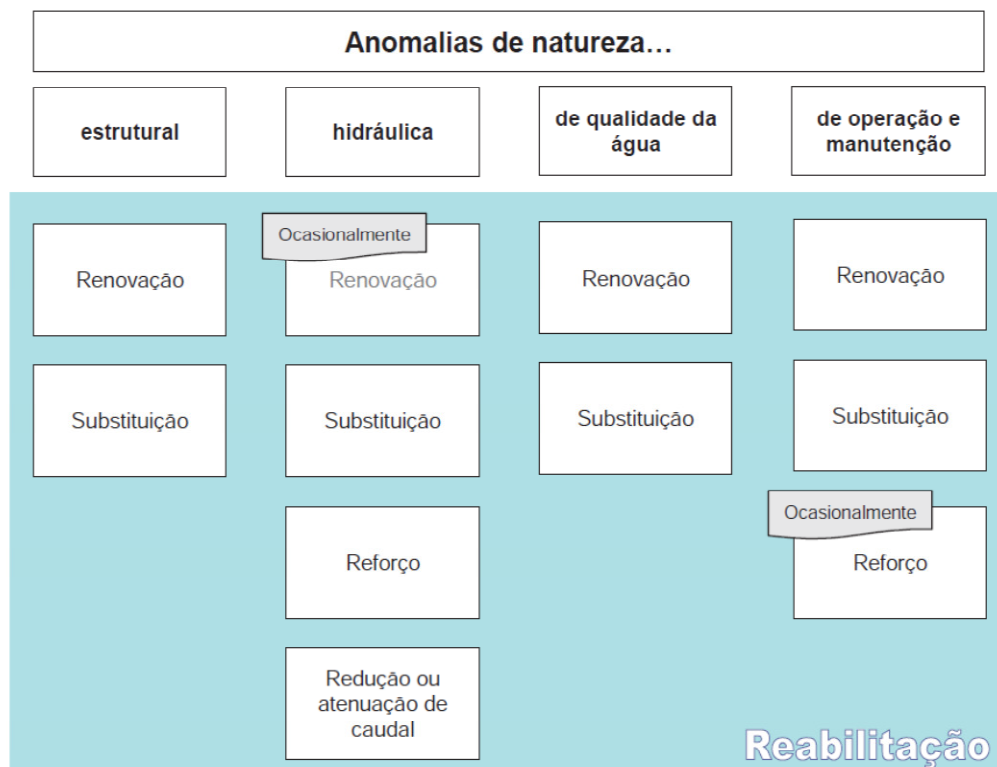 Anomalias de natureza…
estrutural
hidráulica
de qualidade da
água
de operação e
manutenção
Ocasionalmente
Renovação
Renovação
Renovação
Renovação
Substituição
Substituição
Substituição
Substituição
Ocasionalmente
Reforço
Reforço
Redução ou
atenuação de
caudal
Reabilitação